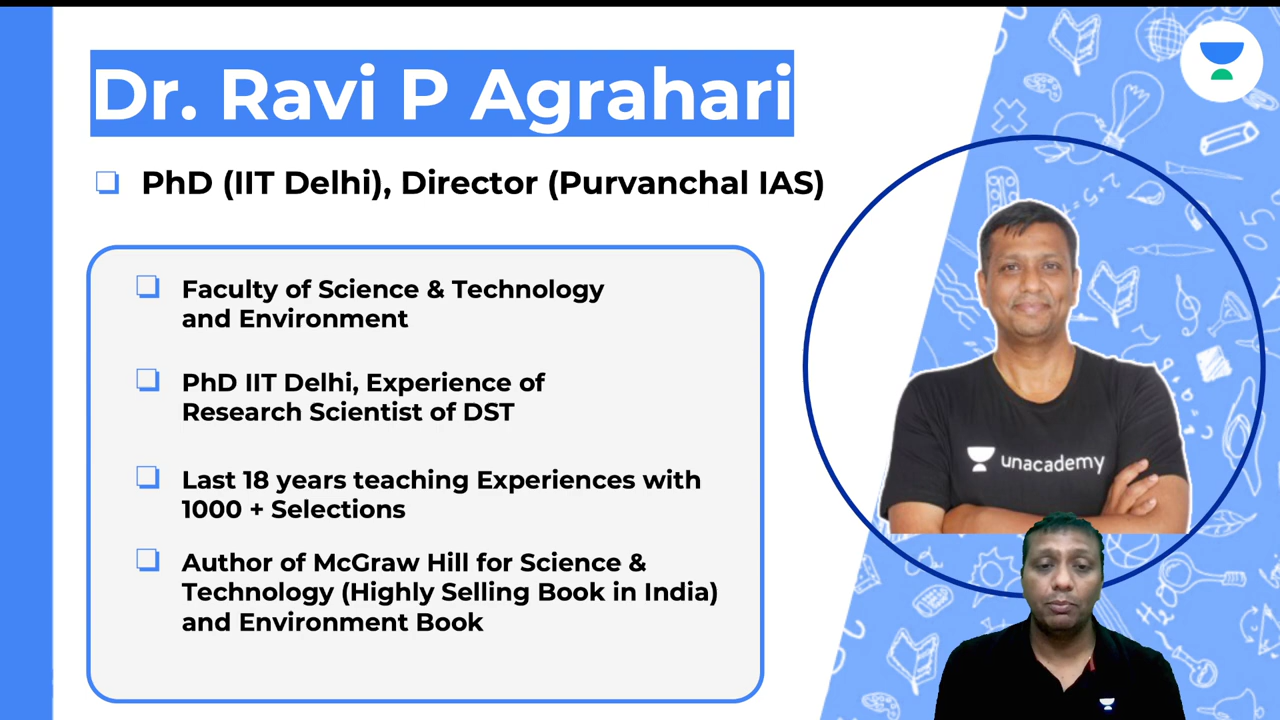 Dr. Ravi P Agrahari
PhD (IIT Delhi), Director (Purvanchal IAS)
Faculty of Science & Technology
and Environment
PhD IIT Delhi, Experience of
Research Scientist of DST
Last 18 years teaching Experiences with
1000 + Selections
Author of McGraw Hill for Science &
Technology (Highly Selling Book in India)
and Environment Book
unacademy